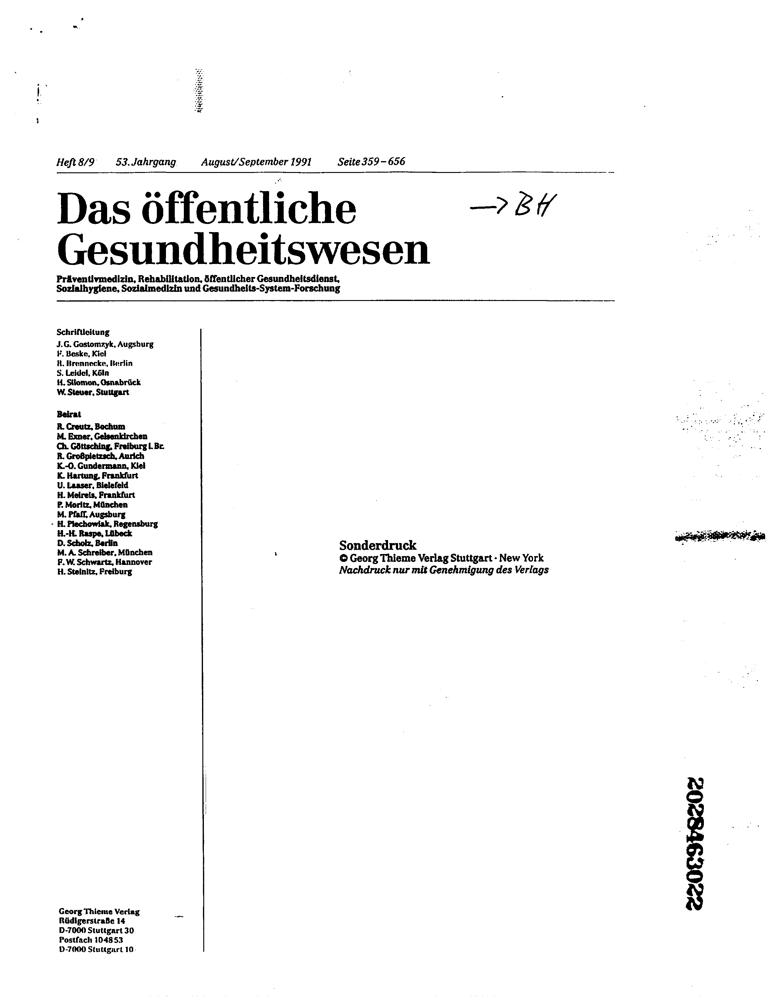 Heft 8/9 53. Jahrgang August/September 1991 Seite 359–656
Das öffentliche
Gesundheitswesen
→ BH
Präventivmedizin, Rehabilitation, öffentlicher Gesundheitsdienst,
Sozialhygiene, Sozialmedizin und Gesundheits-System-Forschung
Schriftleitung
J. G. Gostomzyk, Augsburg
F. Beske, Kiel
R. Brennecke, Berlin
S. Leidel, Köln
H. Silomon, Osnabrück
W. Steuer, Stuttgart
Beirat
R. Creutz, Bochum
M. Exner, Gelsenkirchen
Ch. Göttsching, Freiburg i. Br.
R. Großpietzsch, Aurich
K.-O. Gundermann, Kiel
K. Hartung, Frankfurt
U. Laaser, Bielefeld
H. Meireis, Frankfurt
P. Moritz, München
M. Pfaff, Augsburg
H. Piechowiak, Regensburg
H.-H. Raspe, Lübeck
D. Scholz, Berlin
M. A. Schreiber, München
F. W. Schwartz, Hannover
H. Steinitz, Freiburg
Sonderdruck
© Georg Thieme Verlag Stuttgart · New York
Nachdruck nur mit Genehmigung des Verlags
2028463022
Georg Thieme Verlag
Rüdigerstraße 14
D-7000 Stuttgart 30
Postfach 104853
D-7000 Stuttgart 10